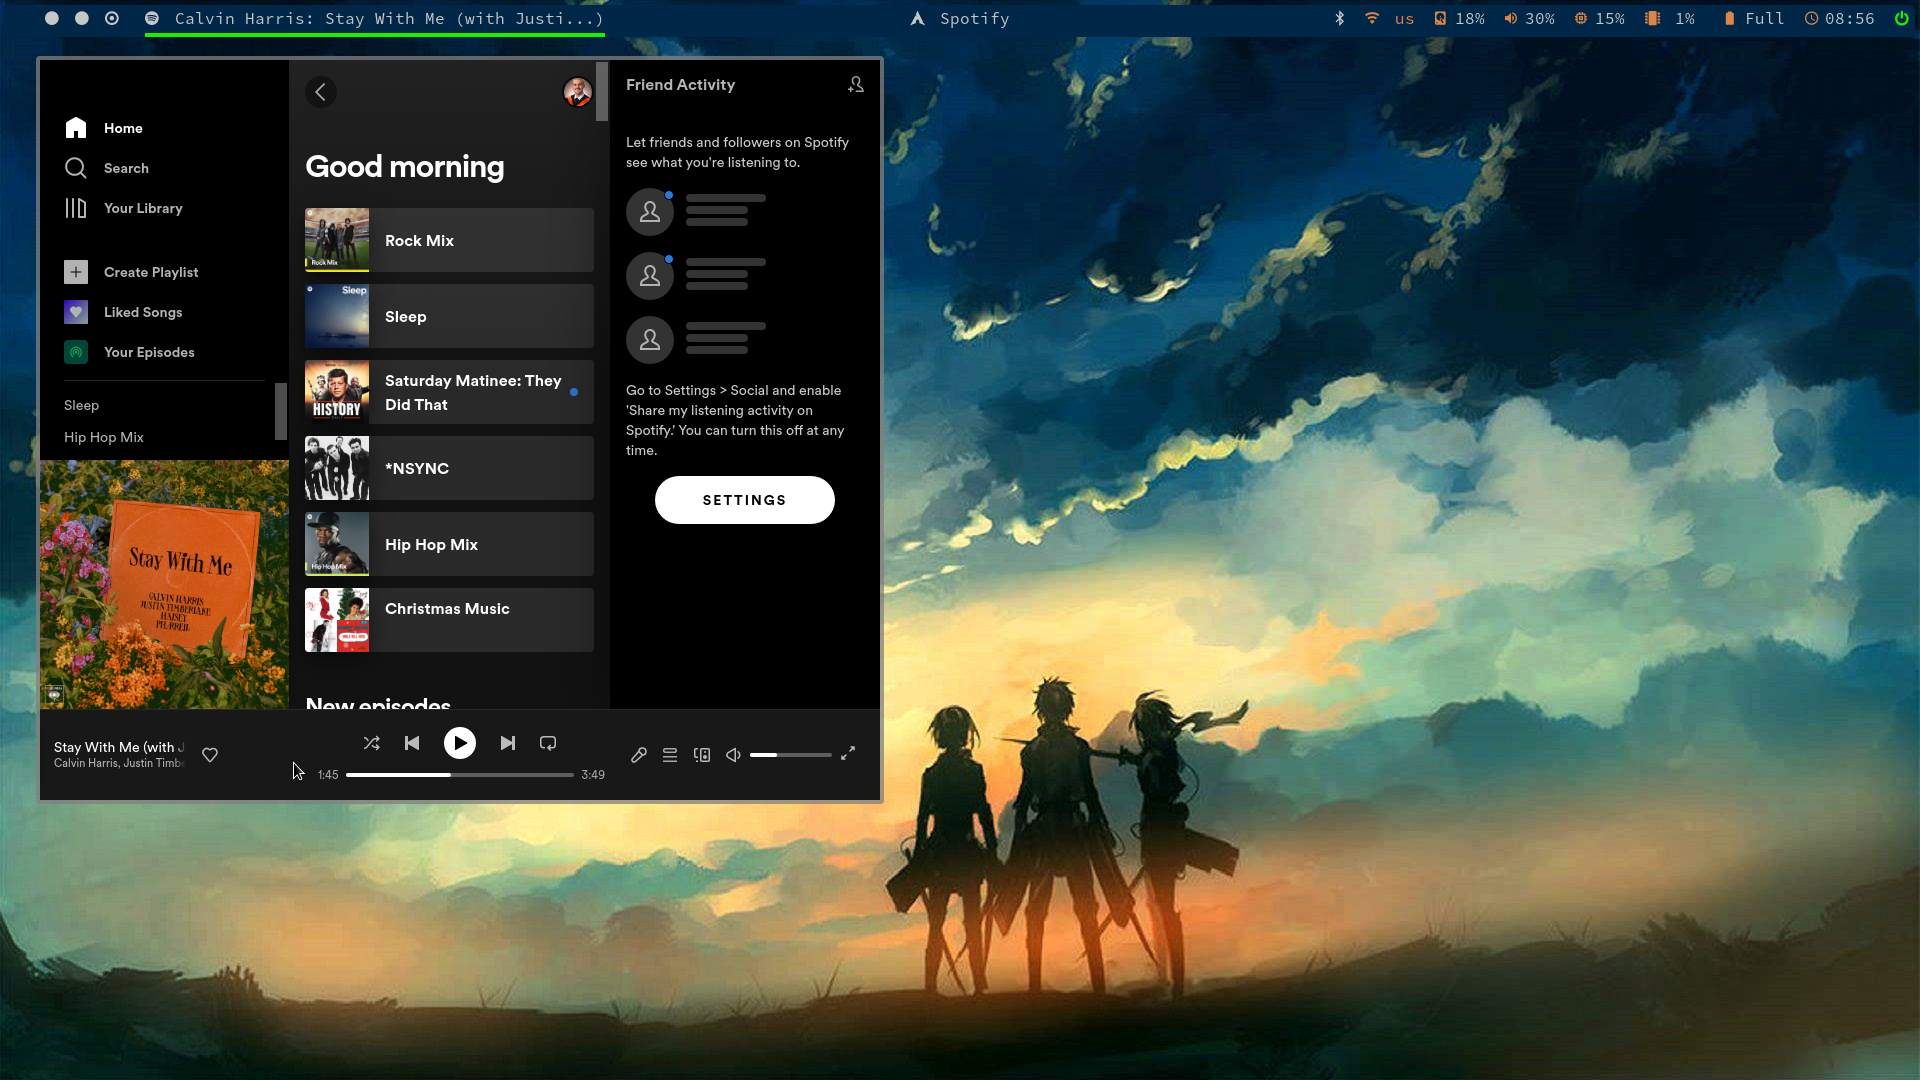 Calvin Harris: Stay With Me (with Justi...)
Spotify
us
18%
30%
15%
1%
Full
08:56
Home
Search
Your Library
Create Playlist
Liked Songs
Your Episodes
Sleep
Hip Hop Mix
Stay With Me
CALVIN HARRIS
JUSTIN TIMBERLAKE
HALSEY
PHARRELL
Good morning
Rock Mix
Rock Mix
Sleep
Sleep
HISTORY
Saturday Matinee: They
Did That
*NSYNC
Hip Hop Mix
Hip Hop Mix
Christmas Music
New episodes
Friend Activity
Let friends and followers on Spotify
see what you're listening to.
Go to Settings > Social and enable
'Share my listening activity on
Spotify.' You can turn this off at any
time.
SETTINGS
Stay With Me (with J
Calvin Harris, Justin Timbe
1:45
3:49